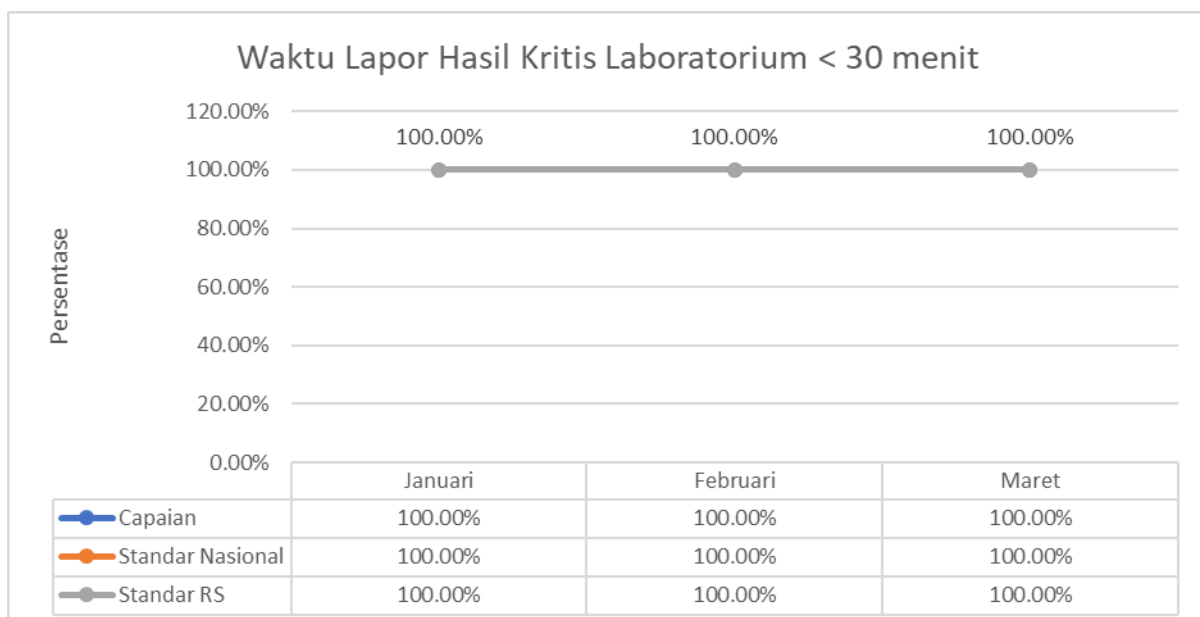 Waktu Lapor Hasil Kritis Laboratorium < 30 menit
Persentase
120.00%
100.00%
80.00%
60.00%
40.00%
20.00%
0.00%
100.00% 100.00% 100.00%
Januari Februari Maret
Capaian 100.00% 100.00% 100.00%
Standar Nasional 100.00% 100.00% 100.00%
Standar RS 100.00% 100.00% 100.00%